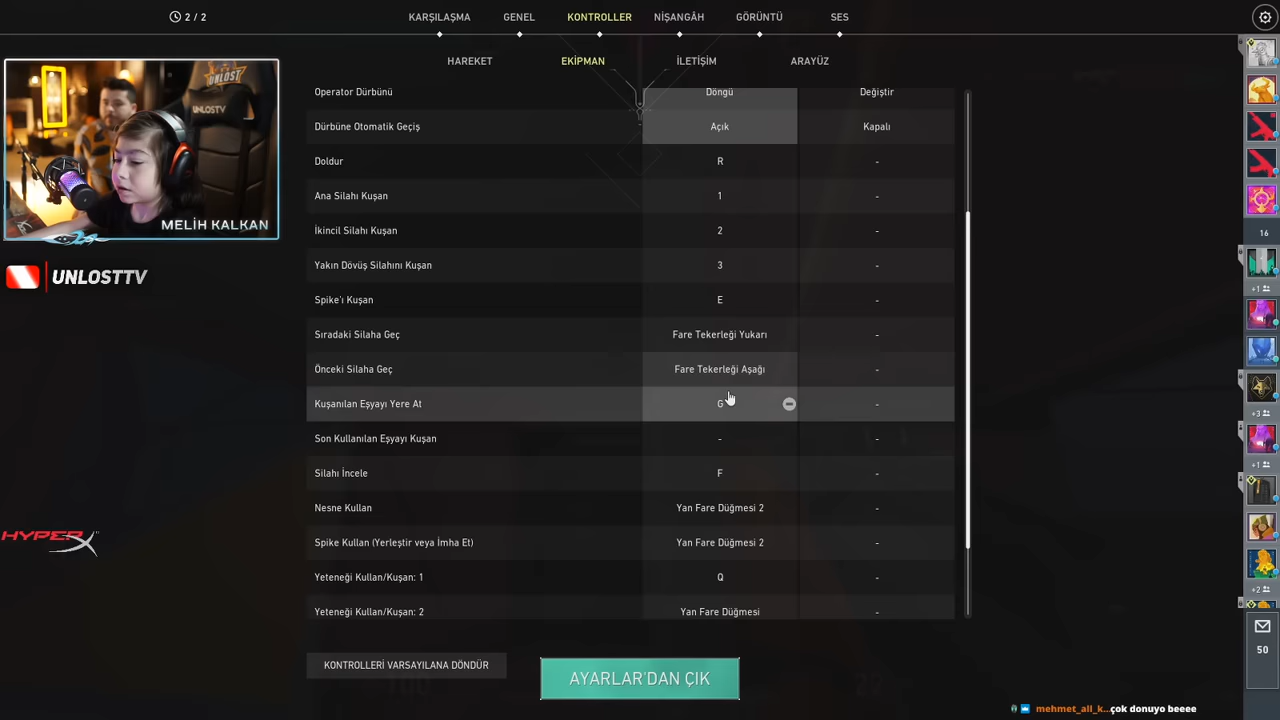 2 / 2
KARŞILAŞMA GENEL KONTROLLER NİŞANGÂH GÖRÜNTÜ SES
HAREKET EKİPMAN İLETİŞİM ARAYÜZ
Operator Dürbünü Döngü Değiştir
Dürbüne Otomatik Geçiş Açık Kapalı
Doldur R -
Ana Silahı Kuşan 1 -
İkincil Silahı Kuşan 2 -
Yakın Dövüş Silahını Kuşan 3 -
Spike'ı Kuşan E -
Sıradaki Silaha Geç Fare Tekerleği Yukarı -
Önceki Silaha Geç Fare Tekerleği Aşağı -
Kuşanılan Eşyayı Yere At G -
Son Kullanılan Eşyayı Kuşan - -
Silahı İncele F -
Nesne Kullan Yan Fare Düğmesi 2 -
Spike Kullan (Yerleştir veya İmha Et) Yan Fare Düğmesi 2 -
Yeteneği Kullan/Kuşan: 1 Q -
Yeteneği Kullan/Kuşan: 2 Yan Fare Düğmesi -
KONTROLLERİ VARSAYILANA DÖNDÜR
AYARLAR'DAN ÇIK
UNLOST
UNLOSTV
MELİH KALKAN
UNLOSTTV
HYPERX
16
+1
+3
+1
+2
50
mehmet_all_k... çok donuyo beeee